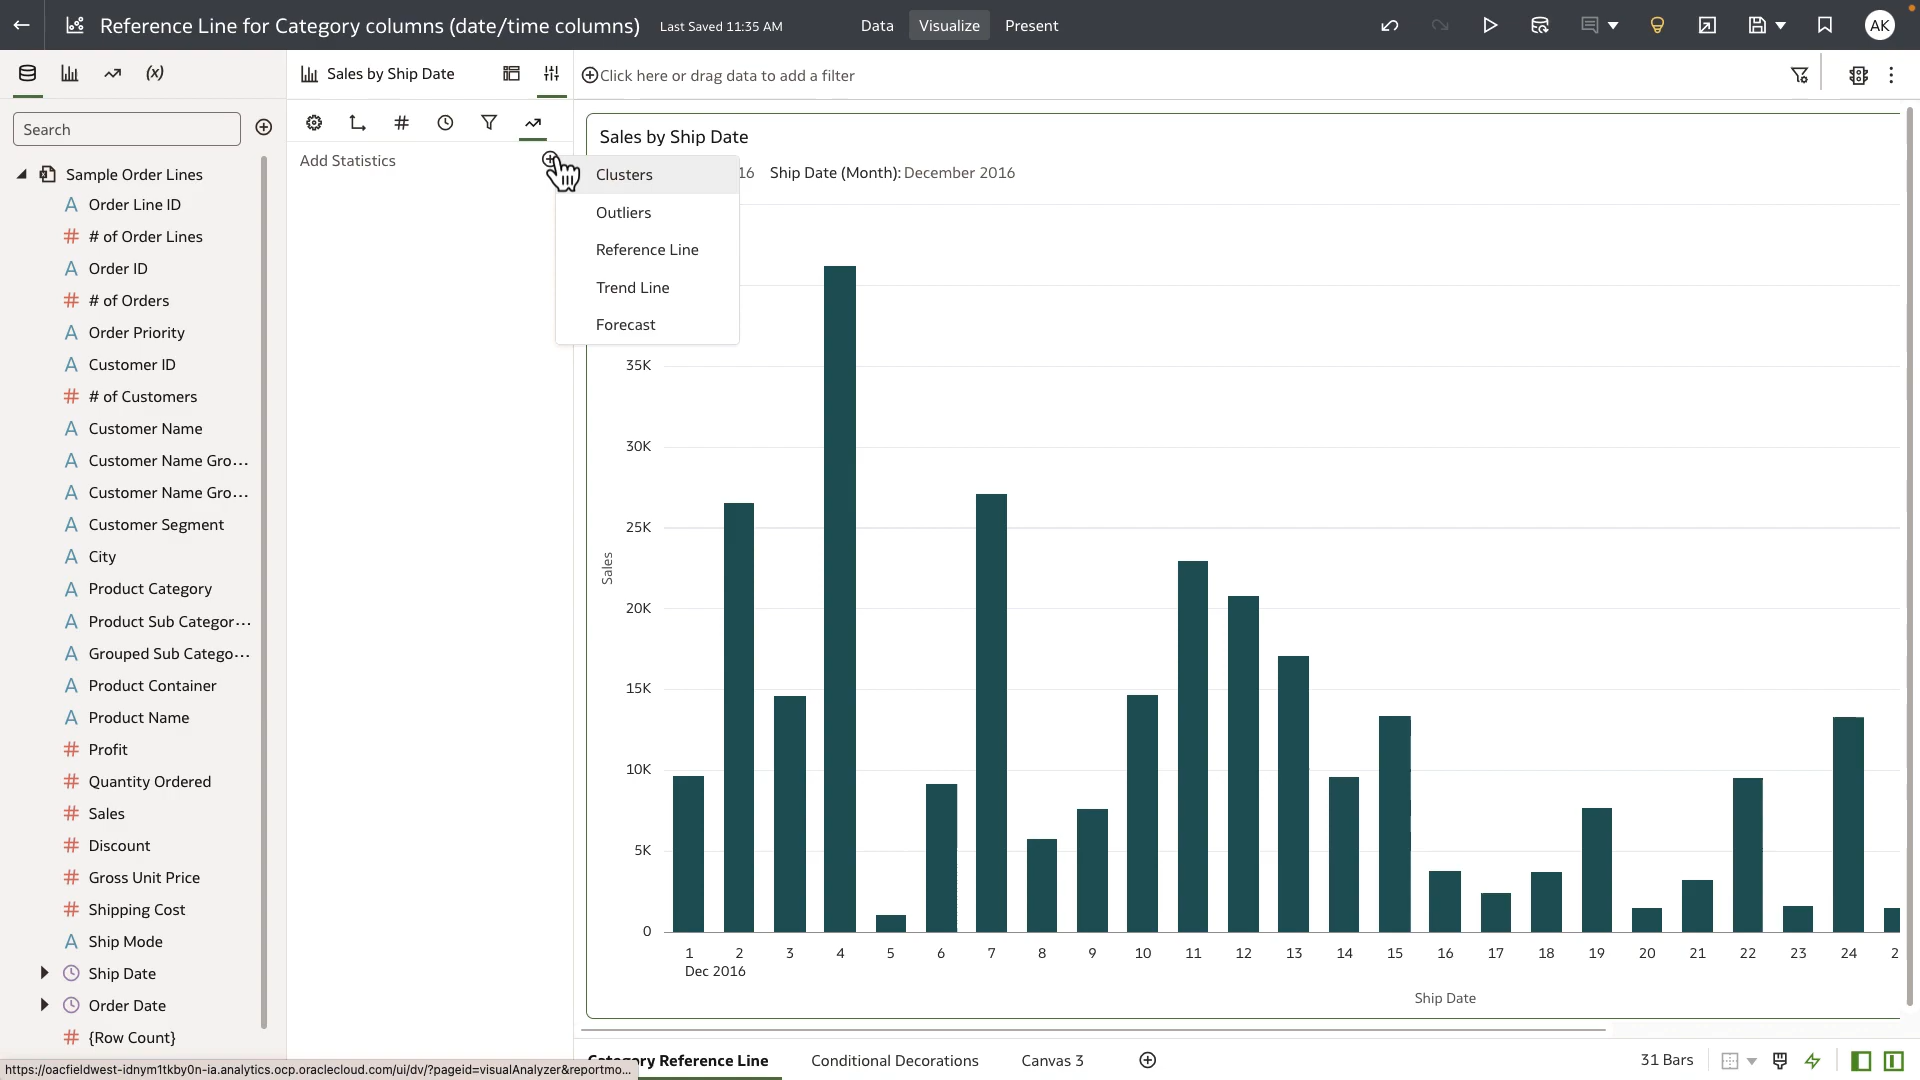 Reference Line for Category columns (date/time columns)
Last Saved 11:35 AM
Data
Visualize
Present
AK
(x)
Sales by Ship Date
Click here or drag data to add a filter
Search
Add Statistics
Clusters
Outliers
Reference Line
Trend Line
Forecast
Sample Order Lines
Order Line ID
# of Order Lines
Order ID
# of Orders
Order Priority
Customer ID
# of Customers
Customer Name
Customer Name Gro...
Customer Name Gro...
Customer Segment
City
Product Category
Product Sub Categor...
Grouped Sub Catego...
Product Container
Product Name
Profit
Quantity Ordered
Sales
Discount
Gross Unit Price
Shipping Cost
Ship Mode
Ship Date
Order Date
{Row Count}
Sales by Ship Date
16 Ship Date (Month): December 2016
35K
30K
25K
20K
15K
10K
5K
0
Sales
1 2 3 4 5 6 7 8 9 10 11 12 13 14 15 16 17 18 19 20 21 22 23 24 2
Dec 2016
Ship Date
Category Reference Line
Conditional Decorations
Canvas 3
31 Bars
https://oacfieldwest-idnym1tkby0n-ia.analytics.ocp.oraclecloud.com/ui/dv/?pageid=visualAnalyzer&reportmo...